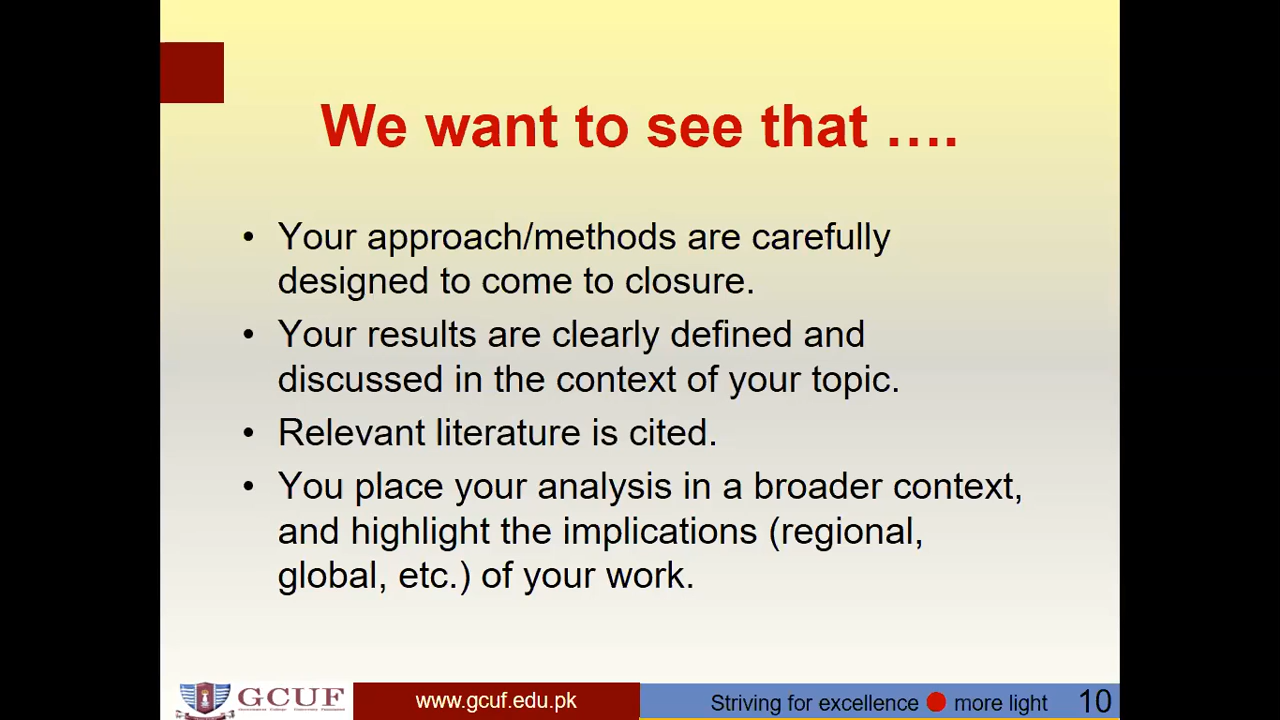 We want to see that ….
• Your approach/methods are carefully
designed to come to closure.
• Your results are clearly defined and
discussed in the context of your topic.
• Relevant literature is cited.
• You place your analysis in a broader context,
and highlight the implications (regional,
global, etc.) of your work.
GCUF
www.gcuf.edu.pk
Striving for excellence more light
10